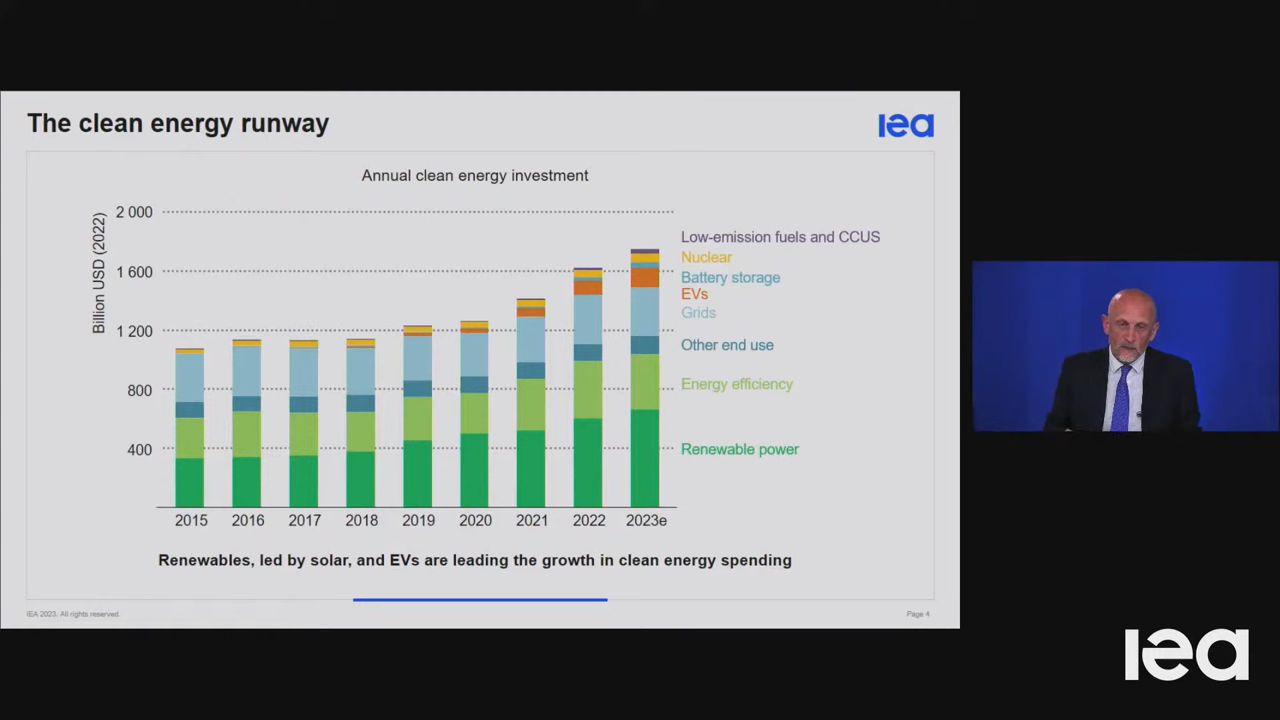 The clean energy runway
iea
Annual clean energy investment
Billion USD (2022)
2 000
1 600
1 200
800
400
Low-emission fuels and CCUS
Nuclear
Battery storage
EVs
Grids
Other end use
Energy efficiency
Renewable power
2015 2016 2017 2018 2019 2020 2021 2022 2023e
Renewables, led by solar, and EVs are leading the growth in clean energy spending
IEA 2023. All rights reserved.
Page 4
iea